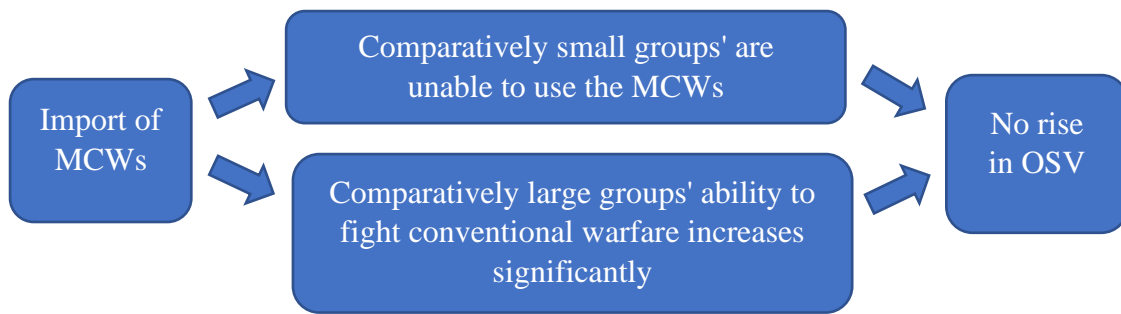 Import of
MCWs
Comparatively small groups' are
unable to use the MCWs
Comparatively large groups' ability to
fight conventional warfare increases
significantly
No rise
in OSV